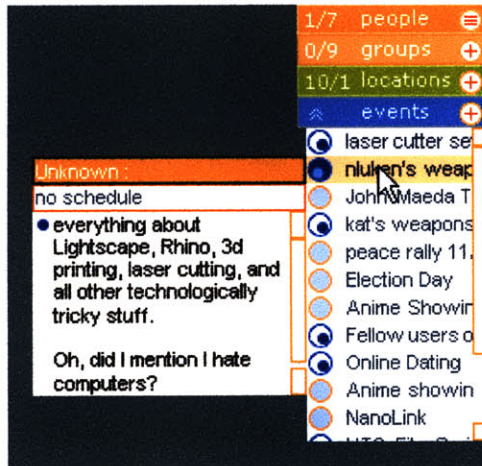 1/7 people
0/9 groups
10/1 locations
events
laser cutter se
nluken's weap
John Maeda T
kat's weapons
peace rally 11.
Election Day
Anime Showin
Fellow users o
Online Dating
Anime showin
NanoLink
Unknown :
no schedule
everything about
Lightscape, Rhino, 3d
printing, laser cutting, and
all other technologically
tricky stuff.
Oh, did I mention I hate
computers?